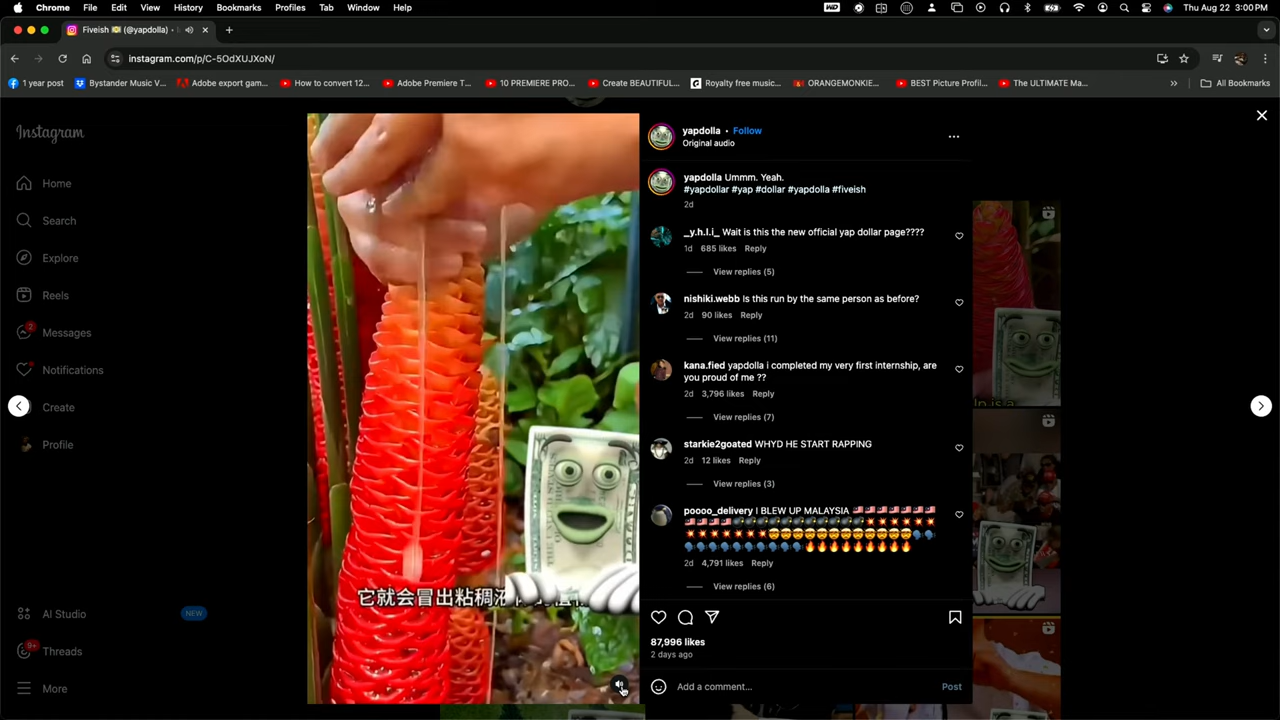 Chrome File Edit View History Bookmarks Profiles Tab Window Help
Thu Aug 22 3:00 PM
Fiveish 💵 (@yapdolla) •
instagram.com/p/C-5OdXUJXoN/
1 year post
Bystander Music V...
Adobe export gam...
How to convert 12...
Adobe Premiere T...
10 PREMIERE PRO...
Create BEAUTIFUL...
Royalty free music...
ORANGEMONKIE...
BEST Picture Profil...
The ULTIMATE Ma...
All Bookmarks
Instagram
Home
Search
Explore
Reels
2
Messages
Notifications
Create
Profile
AI Studio NEW
9+
Threads
More
它就会冒出粘稠
yapdolla • Follow
Original audio
yapdolla Ummm. Yeah.
#yapdollar #yap #dollar #yapdolla #fiveish
2d
_y.h.l.i_ Wait is this the new official yap dollar page????
1d 685 likes Reply
View replies (5)
nishiki.webb Is this run by the same person as before?
2d 90 likes Reply
View replies (11)
kana.fied yapdolla i completed my very first internship, are
you proud of me ??
2d 3,796 likes Reply
View replies (7)
starkie2goated WHYD HE START RAPPING
2d 12 likes Reply
View replies (3)
poooo_delivery I BLEW UP MALAYSIA
2d 4,791 likes Reply
View replies (6)
87,996 likes
2 days ago
Add a comment...
Post